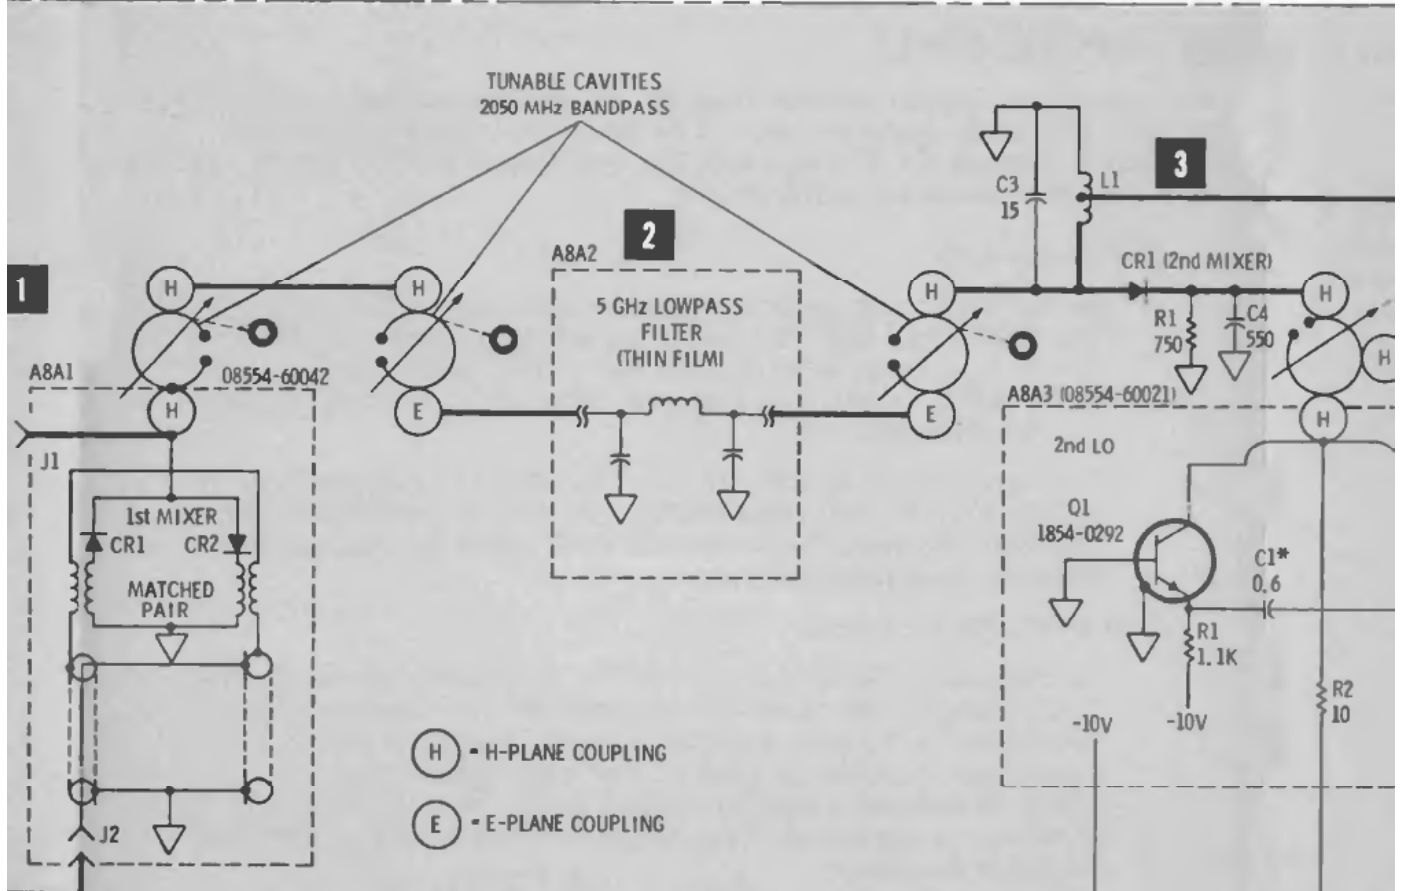 TUNABLE CAVITIES
2050 MHz BANDPASS
1
H
H
A8A1
08554-60042
H
J1
1st MIXER
CR1
CR2
MATCHED
PAIR
J2
E
A8A2
2
5 GHz LOWPASS
FILTER
(THIN FILM)
H
E
C3
15
L1
3
CR1 (2nd MIXER)
R1
750
C4
550
H
H
H
A8A3 (08554-60021)
2nd LO
Q1
1854-0292
C1*
0.6
R1
1.1K
-10V
-10V
R2
10
H - H-PLANE COUPLING
E - E-PLANE COUPLING